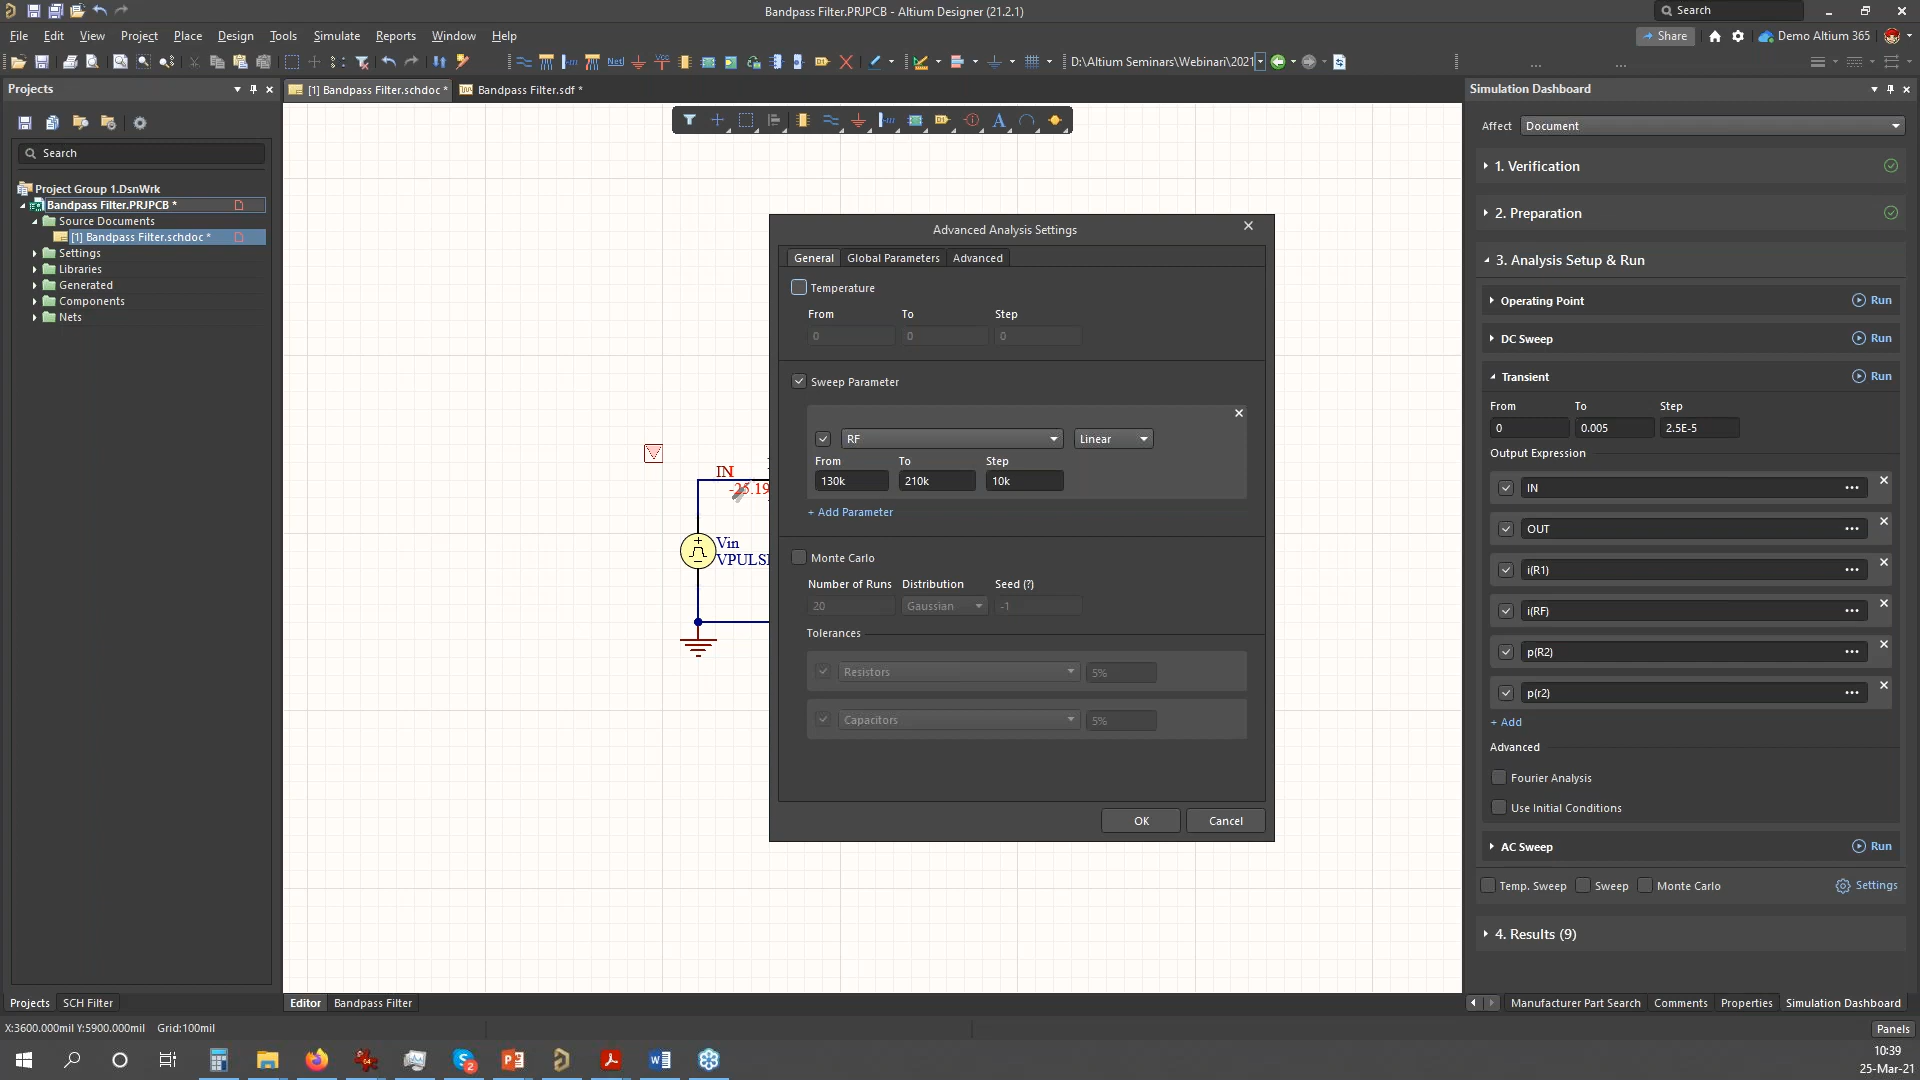 Bandpass Filter.PRJPCB - Altium Designer (21.2.1)
Search
File Edit View Project Place Design Tools Simulate Reports Window Help
Share
Demo Altium 365
D:\Altium Seminars\Webinari\2021
Projects
[1] Bandpass Filter.schdoc *
Bandpass Filter.sdf *
Simulation Dashboard
Search
Project Group 1.DsnWrk
Bandpass Filter.PRJPCB *
Source Documents
[1] Bandpass Filter.schdoc *
Settings
Libraries
Generated
Components
Nets
IN
-25.19
Vin
VPULSE
Advanced Analysis Settings
General Global Parameters Advanced
Temperature
From To Step
0 0 0
Sweep Parameter
RF Linear
From To Step
130k 210k 10k
+ Add Parameter
Monte Carlo
Number of Runs Distribution Seed (?)
20 Gaussian -1
Tolerances
Resistors 5%
Capacitors 5%
OK Cancel
Affect Document
1. Verification
2. Preparation
3. Analysis Setup & Run
Operating Point Run
DC Sweep Run
Transient Run
From To Step
0 0.005 2.5E-5
Output Expression
IN ...
OUT ...
i(R1) ...
i(RF) ...
p(R2) ...
p(r2) ...
+ Add
Advanced
Fourier Analysis
Use Initial Conditions
AC Sweep Run
Temp. Sweep Sweep Monte Carlo Settings
4. Results (9)
Projects SCH Filter
Editor Bandpass Filter
Manufacturer Part Search Comments Properties Simulation Dashboard
X:3600.000mil Y:5900.000mil Grid:100mil
Panels
10:39
25-Mar-21